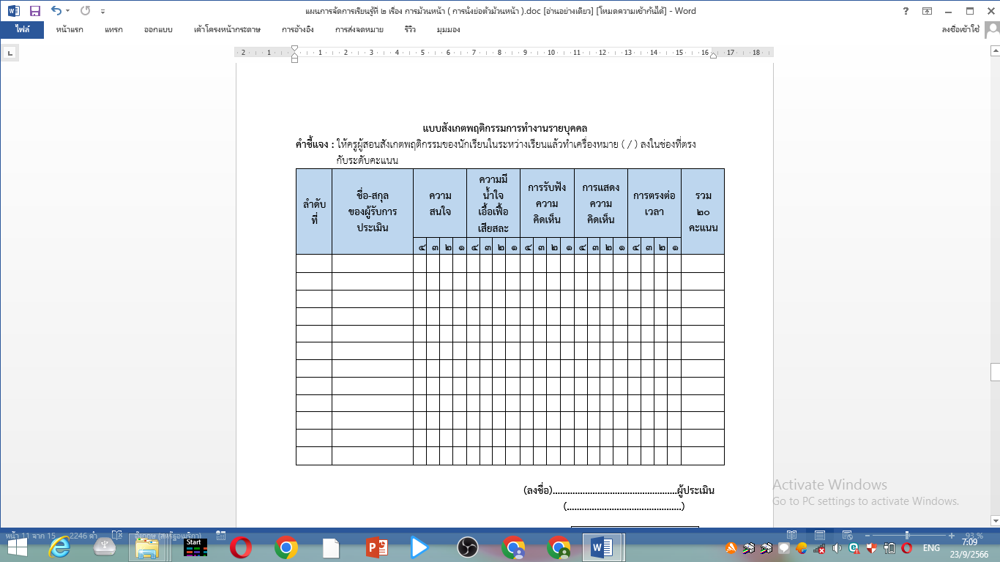 แผนการจัดการเรียนรู้ที่ ๒ เรื่อง การม้วนหน้า ( การนั่งย่อตัวม้วนหน้า ).doc [อ่านอย่างเดียว] [โหมดความเข้ากันได้] - Word
ไฟล์ หน้าแรก แทรก ออกแบบ เค้าโครงหน้ากระดาษ การอ้างอิง การส่งจดหมาย รีวิว มุมมอง ลงชื่อเข้าใช้
2 1 1 2 3 4 5 6 7 8 9 10 11 12 13 14 15 16 17 18
แบบสังเกตพฤติกรรมการทำงานรายบุคคล
คำชี้แจง : ให้ครูผู้สอนสังเกตพฤติกรรมของนักเรียนในระหว่างเรียนแล้วทำเครื่องหมาย ( / ) ลงในช่องที่ตรง
กับระดับคะแนน
ลำดับ
ที่
ชื่อ-สกุล
ของผู้รับการ
ประเมิน
ความ
สนใจ
ความมี
น้ำใจ
เอื้อเฟื้อ
เสียสละ
การรับฟัง
ความ
คิดเห็น
การแสดง
ความ
คิดเห็น
การตรงต่อ
เวลา
รวม
๒๐
คะแนน
๔ ๓ ๒ ๑ ๔ ๓ ๒ ๑ ๔ ๓ ๒ ๑ ๔ ๓ ๒ ๑ ๔ ๓ ๒ ๑
(ลงชื่อ)..................................................ผู้ประเมิน
(..............................................)
Activate Windows
Go to PC settings to activate Windows.
หน้า 11 จาก 15 2246 คำ อังกฤษ (สหรัฐอเมริกา) 93 %
Start
ENG
7:09
23/9/2566